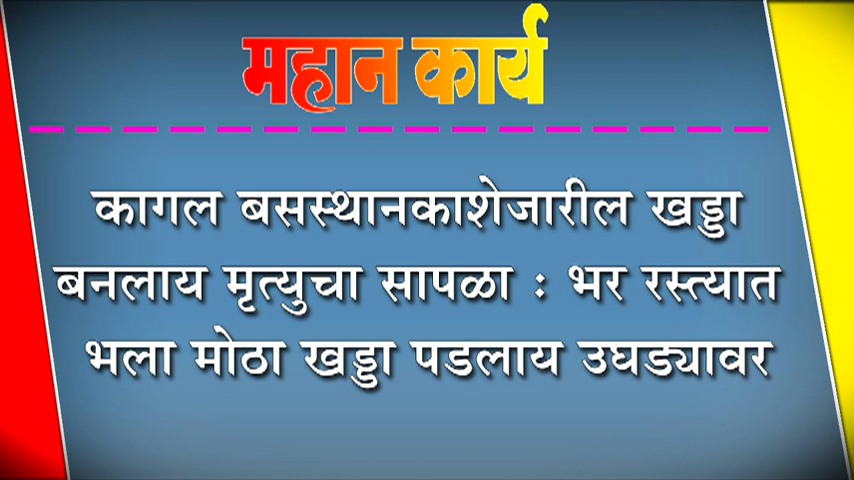 महान कार्य
कागल बसस्थानकाशेजारील खड्डा
बनलाय मृत्युचा सापळा : भर रस्त्यात
भला मोठा खड्डा पडलाय उघड्यावर